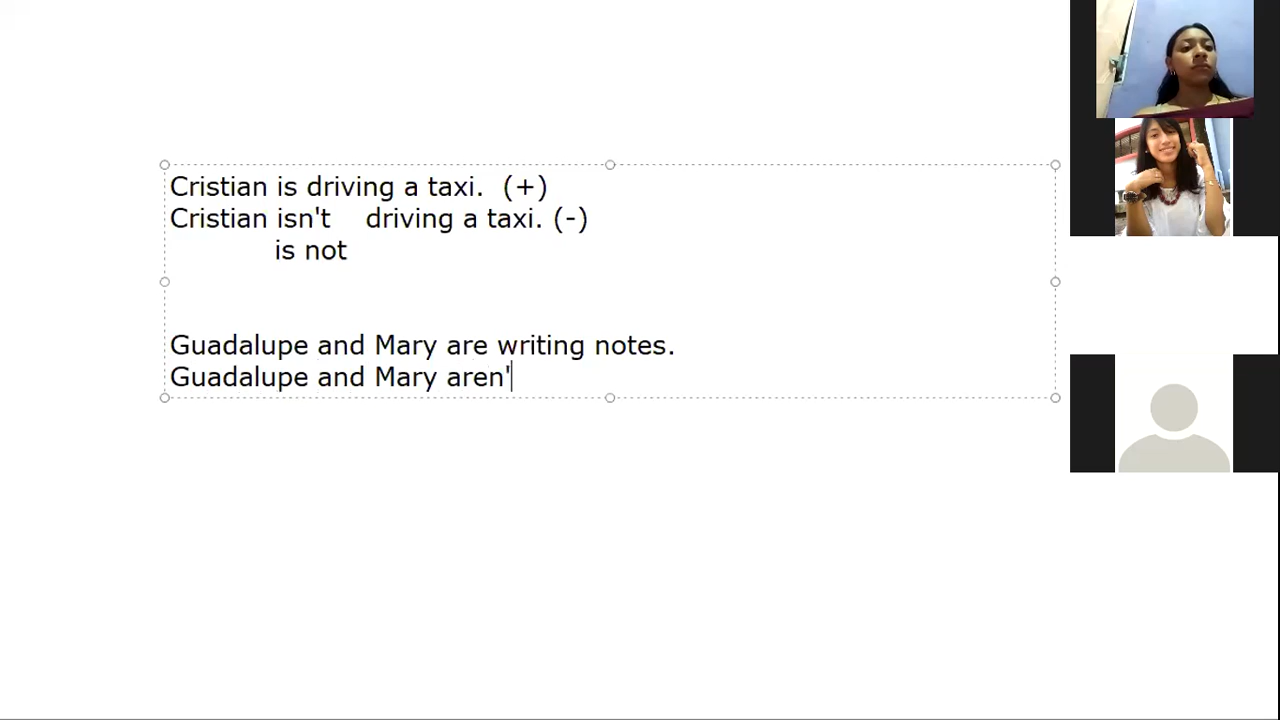 Cristian is driving a taxi. (+)
Cristian isn't driving a taxi. (-)
is not
Guadalupe and Mary are writing notes.
Guadalupe and Mary aren'